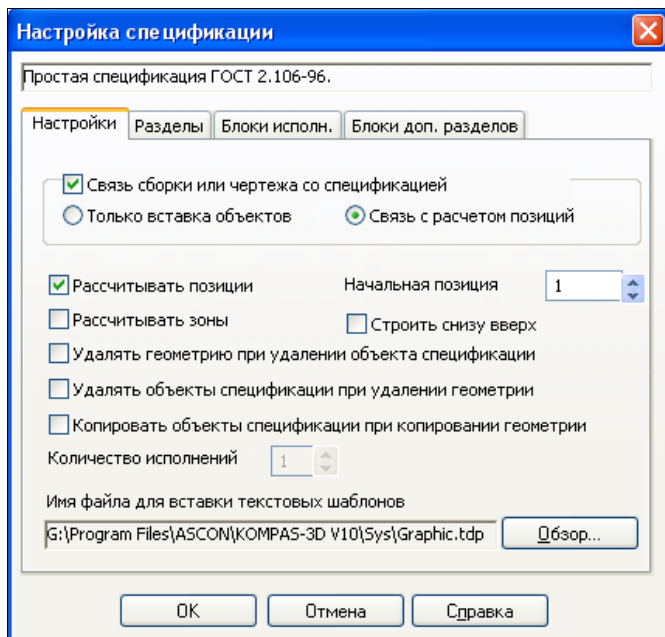 Настройка спецификации
Простая спецификация ГОСТ 2.106-96.
Настройки Разделы Блоки исполн. Блоки доп. разделов
Связь сборки или чертежа со спецификацией
Только вставка объектов Связь с расчетом позиций
Рассчитывать позиции Начальная позиция 1
Рассчитывать зоны Строить снизу вверх
Удалять геометрию при удалении объекта спецификации
Удалять объекты спецификации при удалении геометрии
Копировать объекты спецификации при копировании геометрии
Количество исполнений 1
Имя файла для вставки текстовых шаблонов
G:\Program Files\ASCON\KOMPAS-3D V10\Sys\Graphic.tdp Обзор...
OK Отмена Справка